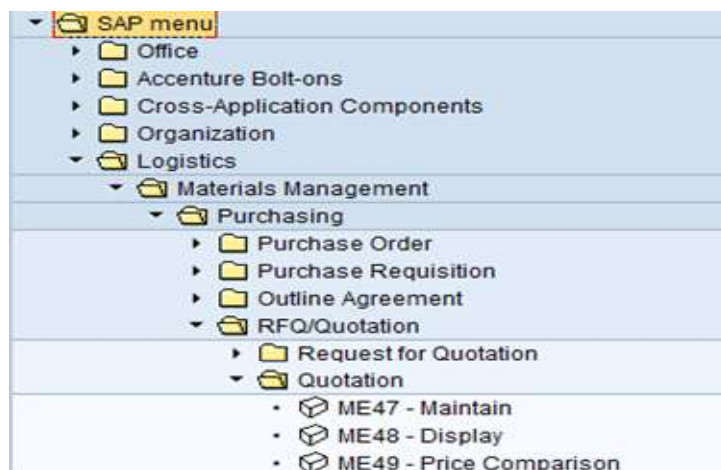 SAP menu
Office
Accenture Bolt-ons
Cross-Application Components
Organization
Logistics
Materials Management
Purchasing
Purchase Order
Purchase Requisition
Outline Agreement
RFQ/Quotation
Request for Quotation
Quotation
ME47 - Maintain
ME48 - Display
ME49 - Price Comparison